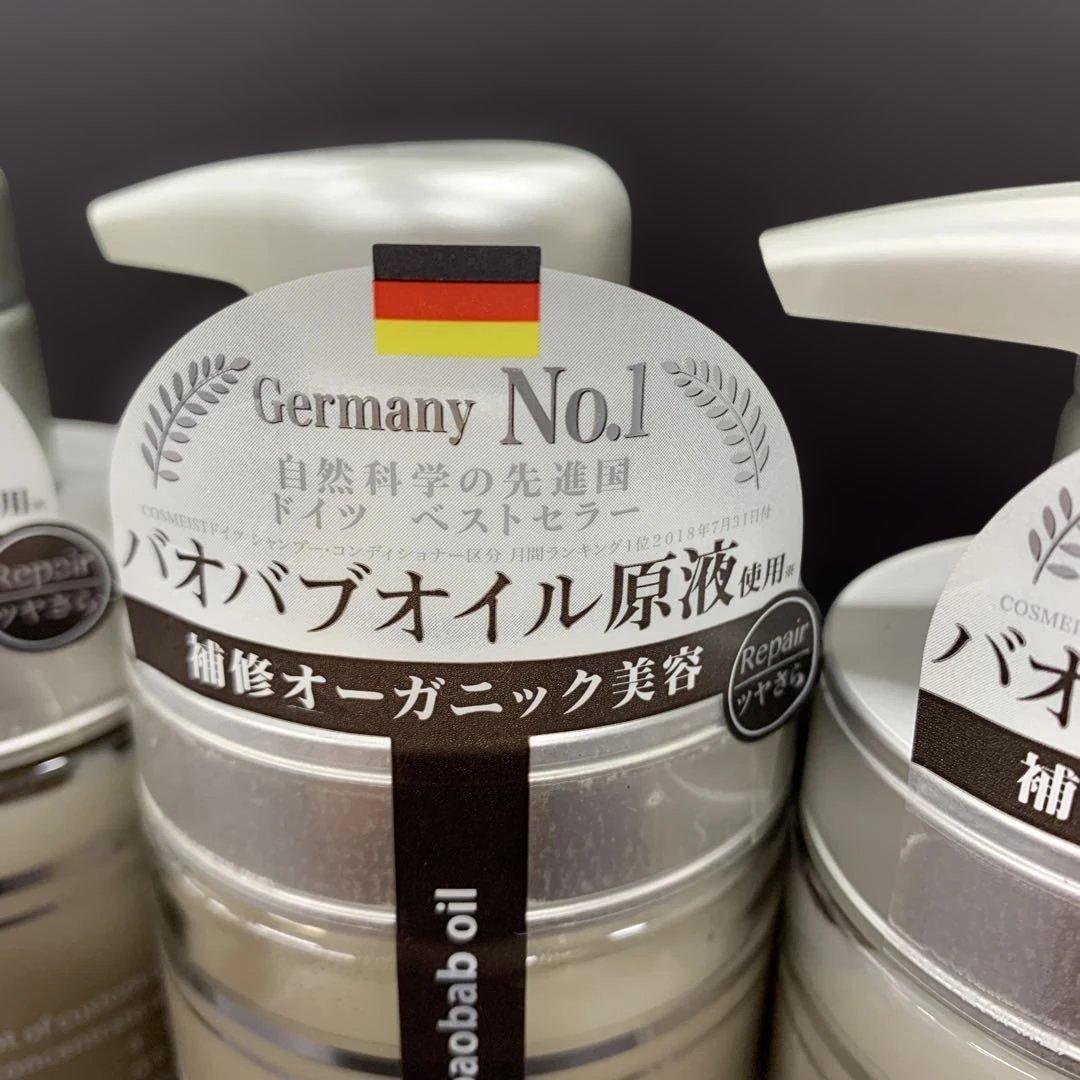 Germany No.1
自然科学の先進国
ドイツ ベストセラー
COSMEISTドイツ シャンプー・コンディショナー区分 月間ランキング1位2018年7月31日付
バオバブオイル原液使用※
補修オーガニック美容
Repair
ツヤさら
baobab oil
用※
Repair
ツヤさら
COSMEIST
バオ
補